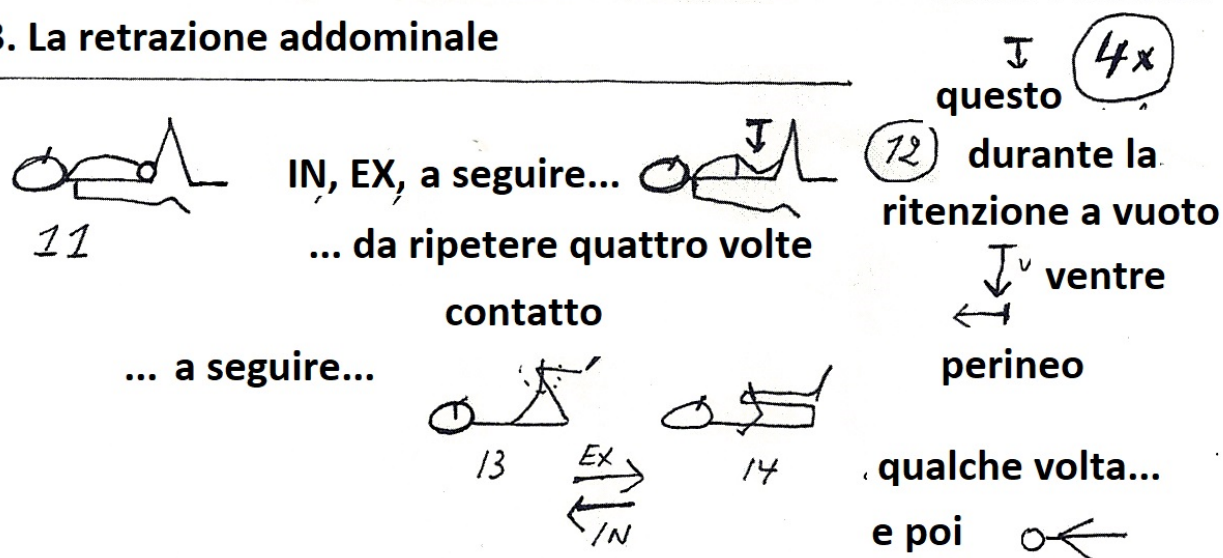 3. La retrazione addominale
4x
questo
IN, EX, a seguire...
12 durante la
ritenzione a vuoto
11
... da ripetere quattro volte
v ventre
contatto
... a seguire...
perineo
13
EX
14
qualche volta...
IN
e poi